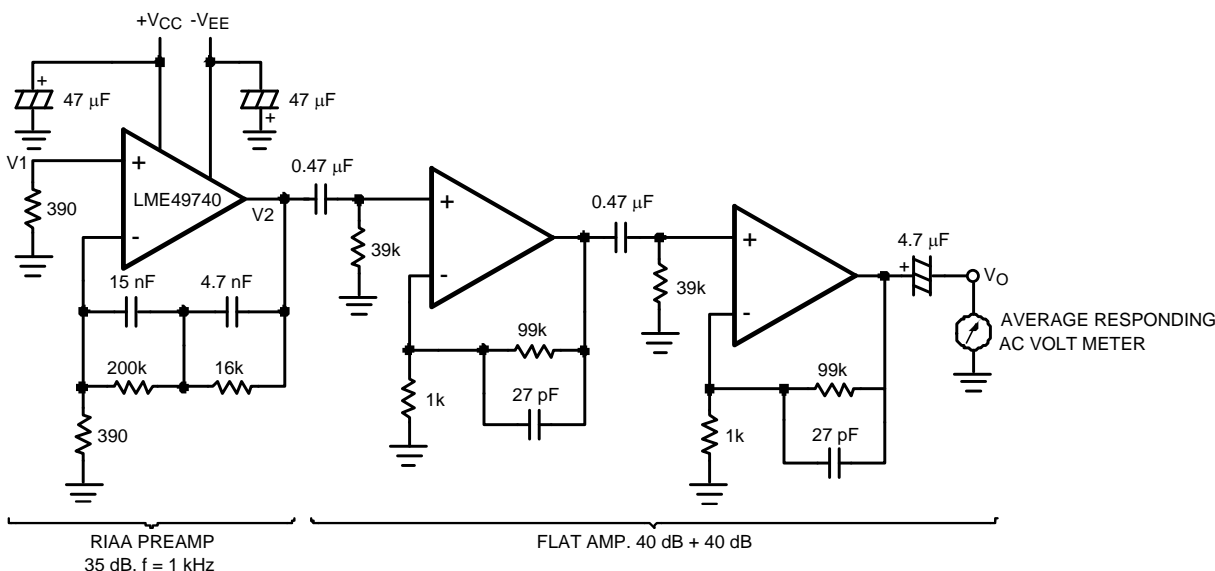 +VCC -VEE
+
47 µF
47 µF
+
V1
+
LME49740
-
V2
390
0.47 µF
39k
+
-
0.47 µF
39k
+
-
4.7 µF
+
VO
AVERAGE RESPONDING
AC VOLT METER
15 nF
4.7 nF
200k
16k
390
99k
27 pF
1k
99k
27 pF
1k
RIAA PREAMP
35 dB, f = 1 kHz
FLAT AMP. 40 dB + 40 dB